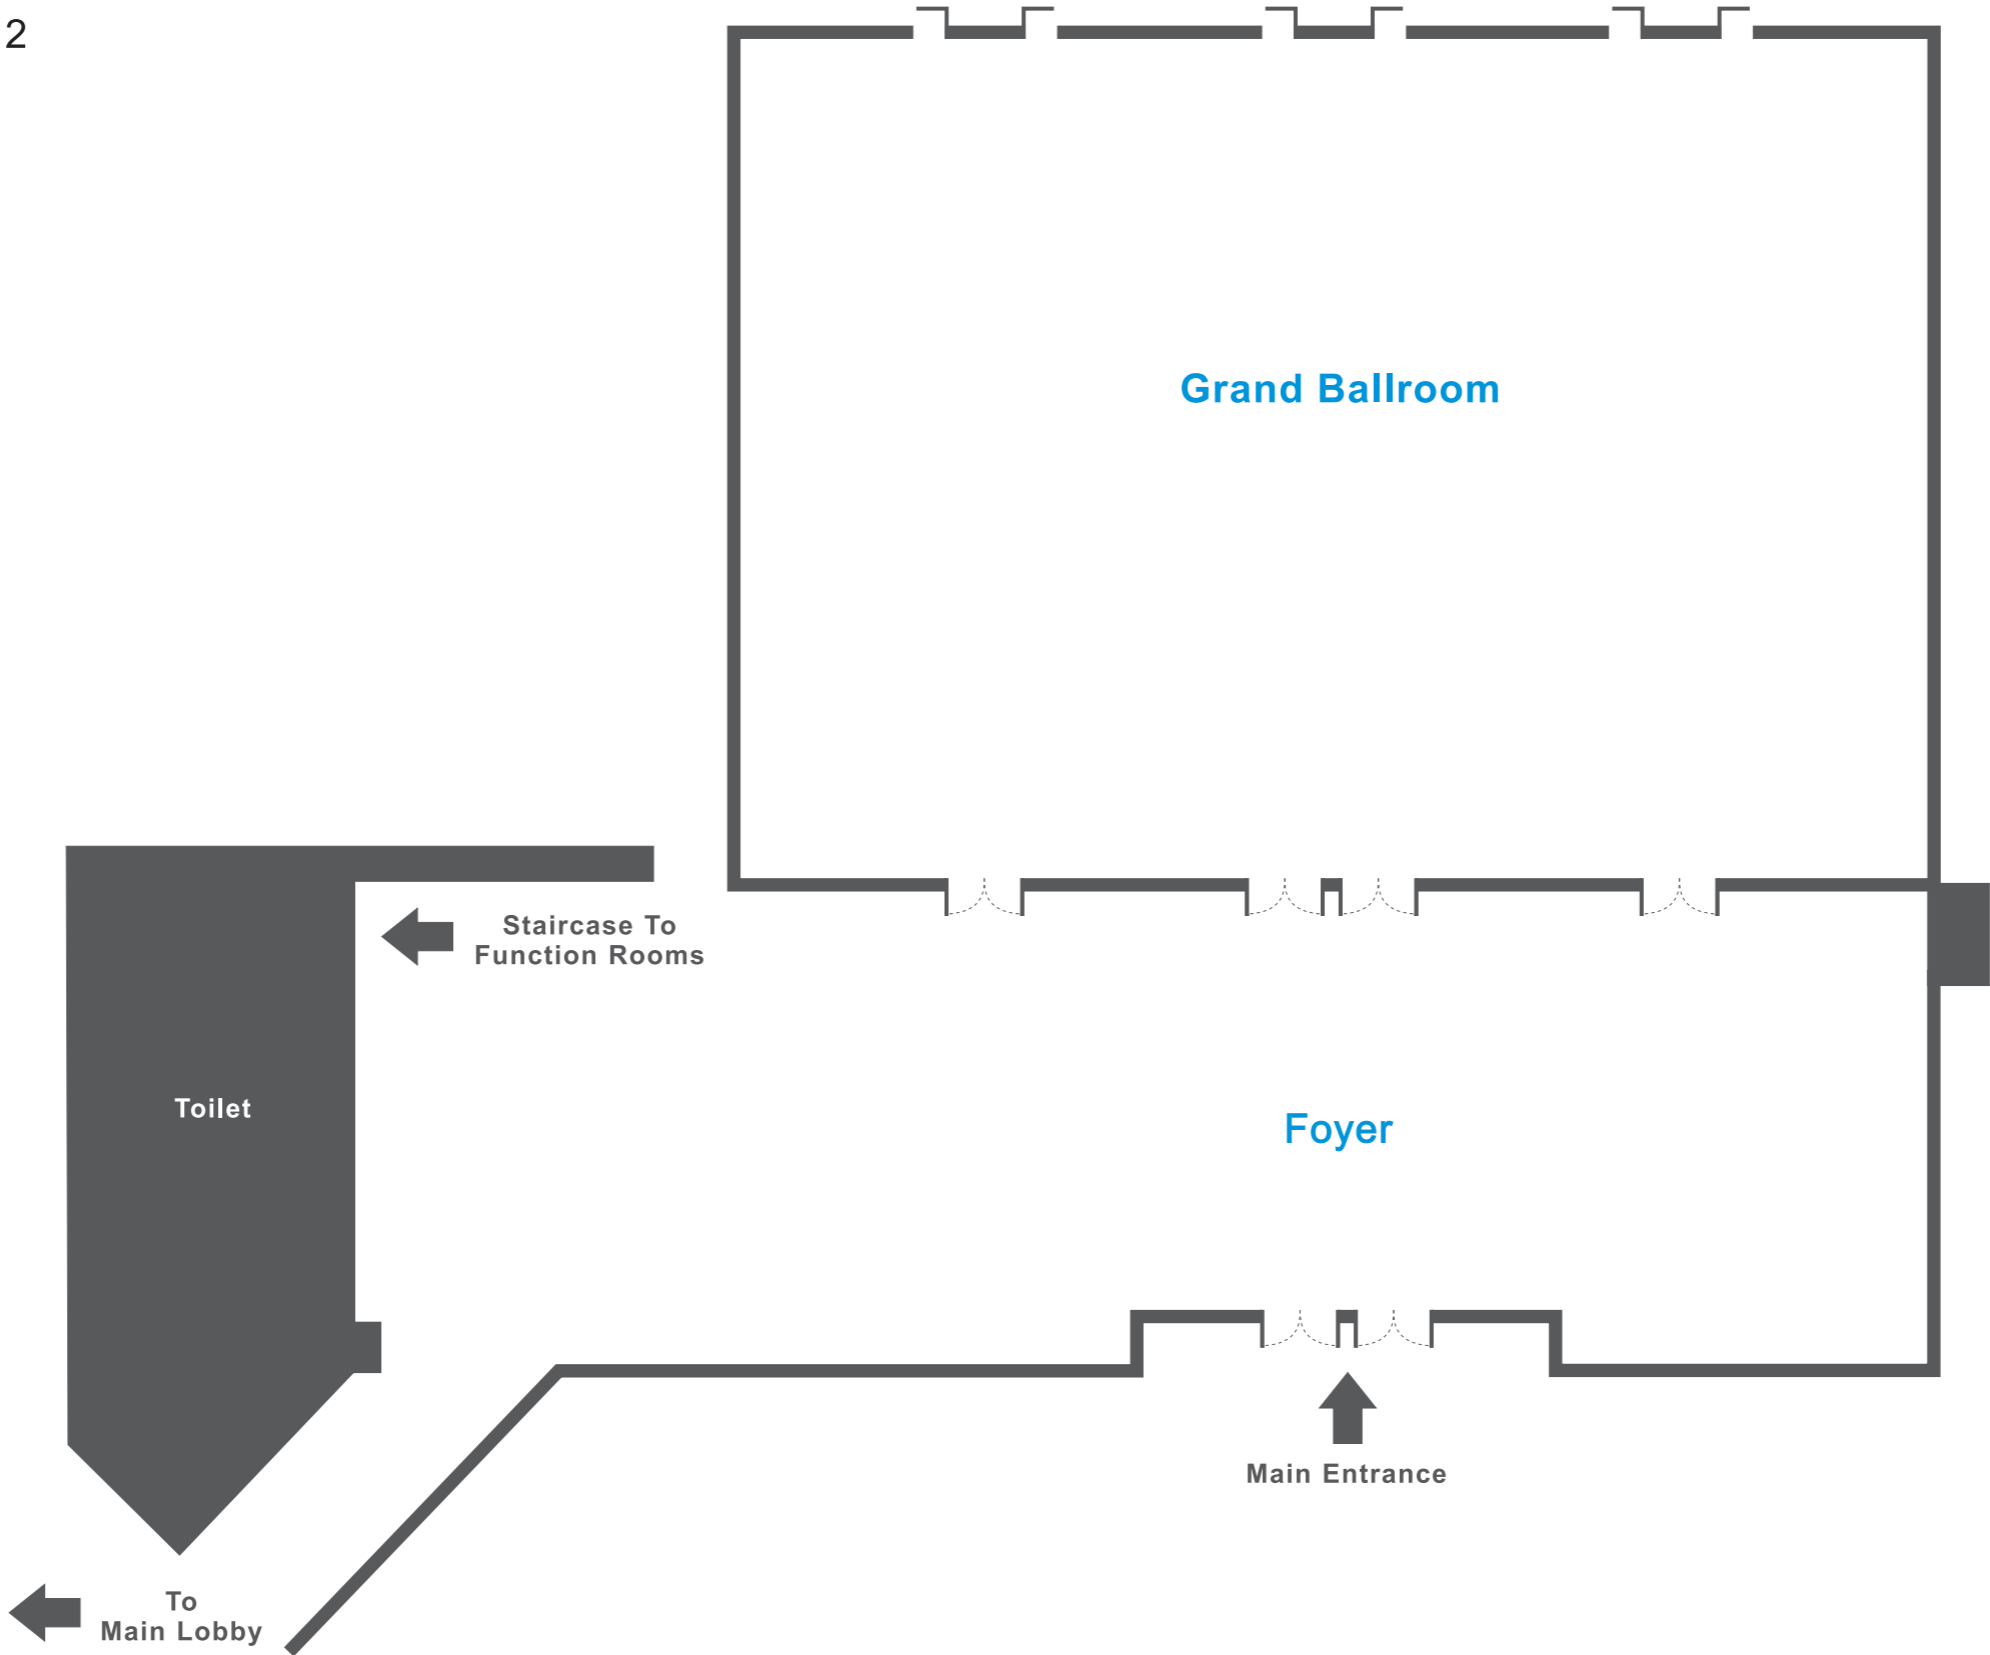 2
Grand Ballroom
Staircase To
Function Rooms
Toilet
Foyer
Main Entrance
To
Main Lobby